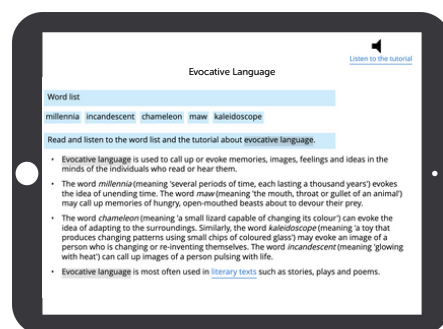 Listen to the tutorial
Evocative Language
Word list
millennia incandescent chameleon maw kaleidoscope
Read and listen to the word list and the tutorial about evocative language.
• Evocative language is used to call up or evoke memories, images, feelings and ideas in the
minds of the individuals who read or hear them.
• The word millennia (meaning 'several periods of time, each lasting a thousand years') evokes
the idea of unending time. The word maw (meaning 'the mouth, throat or gullet of an animal')
may call up memories of hungry, open-mouthed beasts about to devour their prey.
• The word chameleon (meaning 'a small lizard capable of changing its colour') can evoke the
idea of adapting to the surroundings. Similarly, the word kaleidoscope (meaning 'a toy that
produces changing patterns using small chips of coloured glass') may evoke an image of a
person who is changing or re-inventing themselves. The word incandescent (meaning 'glowing
with heat') can call up images of a person pulsing with life.
• Evocative language is most often used in literary texts such as stories, plays and poems.